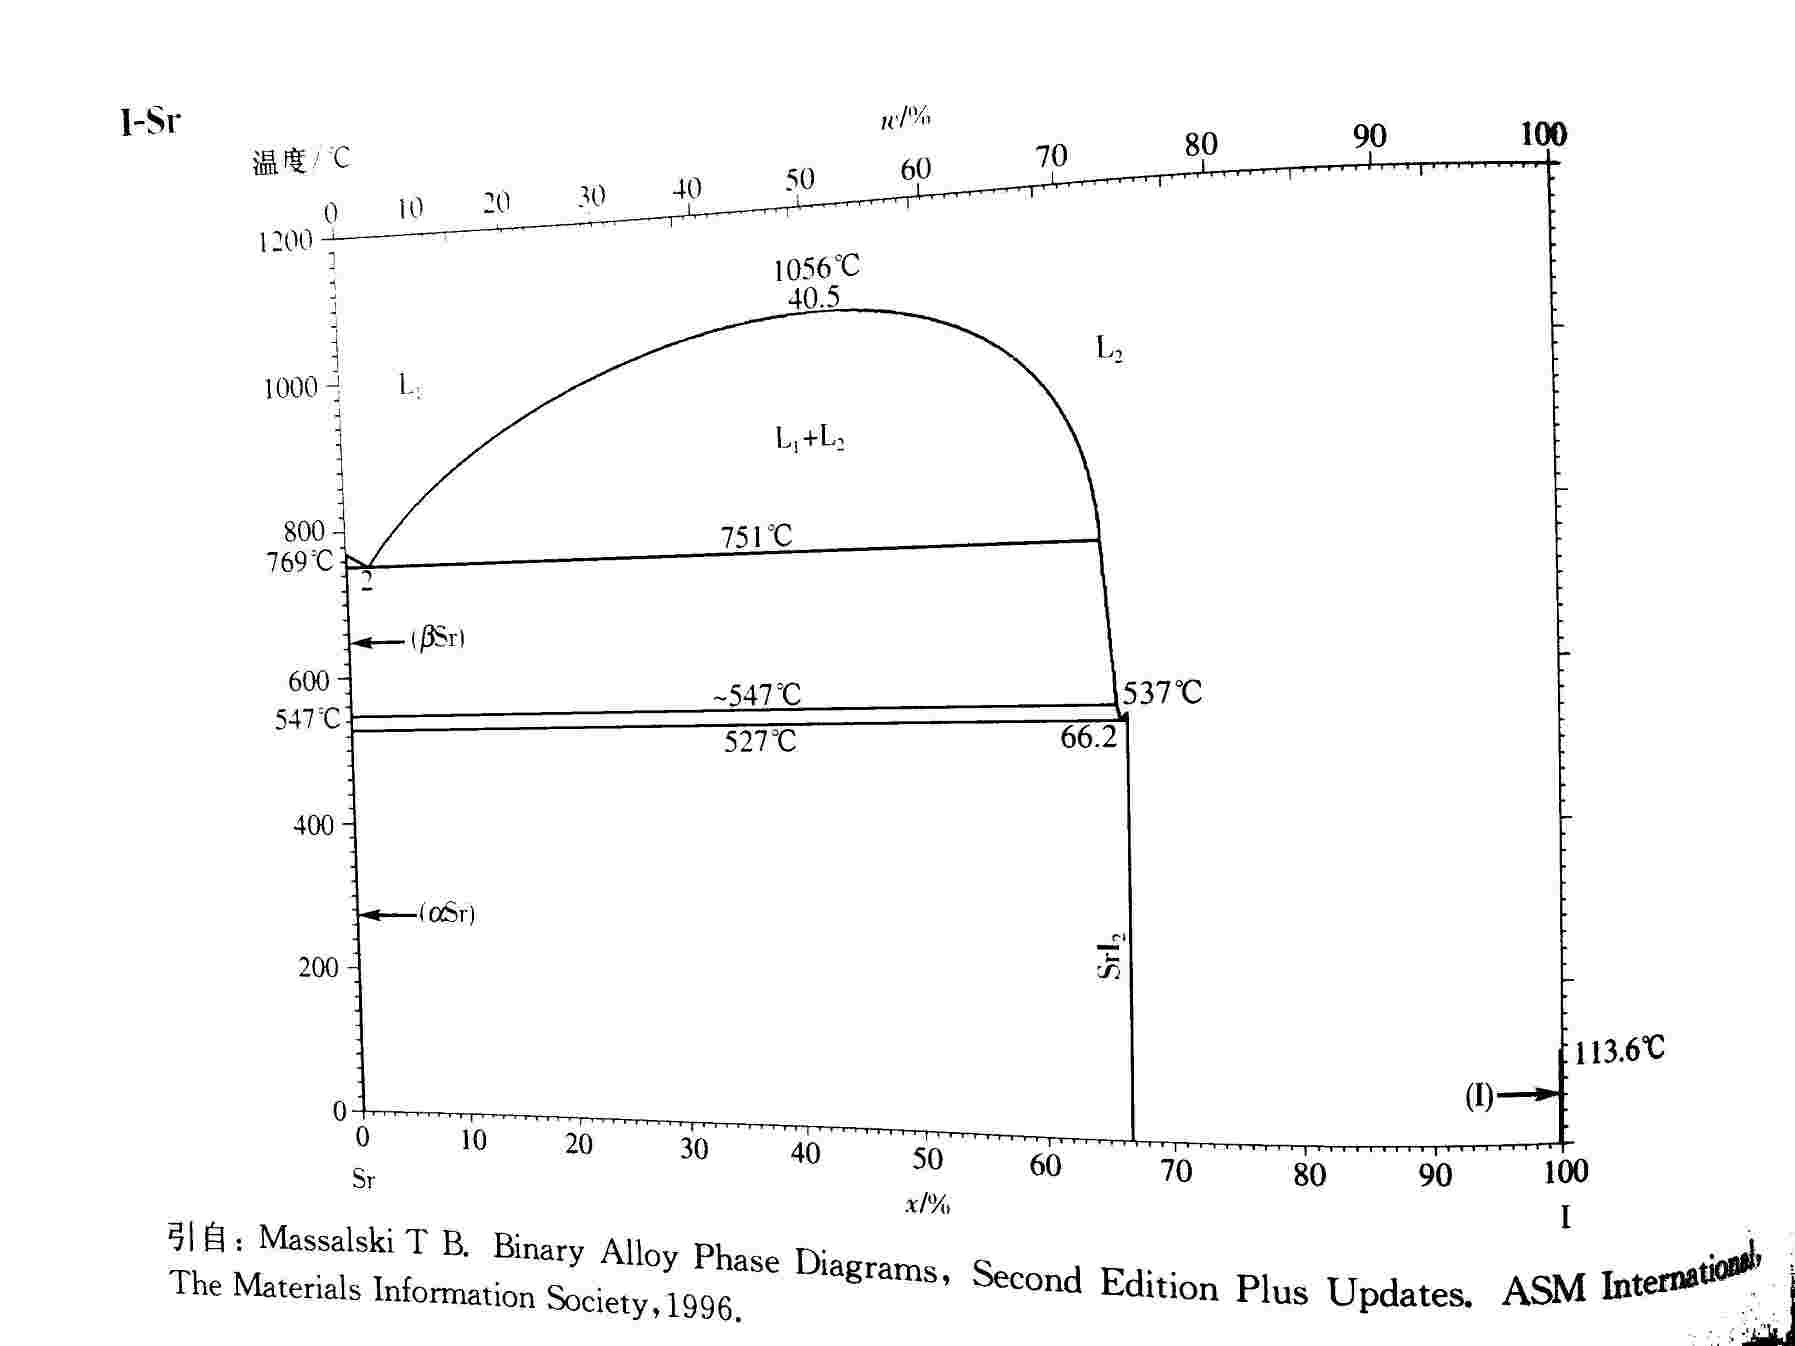 I-Sr
w/%
温度/℃
0 10 20 30 40 50 60 70 80 90 100
1200
1056℃
40.5
L₁
L₂
1000
L₁+L₂
800
751℃
769℃
2
(βSr)
600
~547℃
537℃
547℃
527℃
66.2
400
(αSr)
SrI₂
200
113.6℃
(I)
0
0 10 20 30 40 50 60 70 80 90 100
Sr
x/%
I
引自: Massalski T B. Binary Alloy Phase Diagrams, Second Edition Plus Updates. ASM International,
The Materials Information Society,1996.